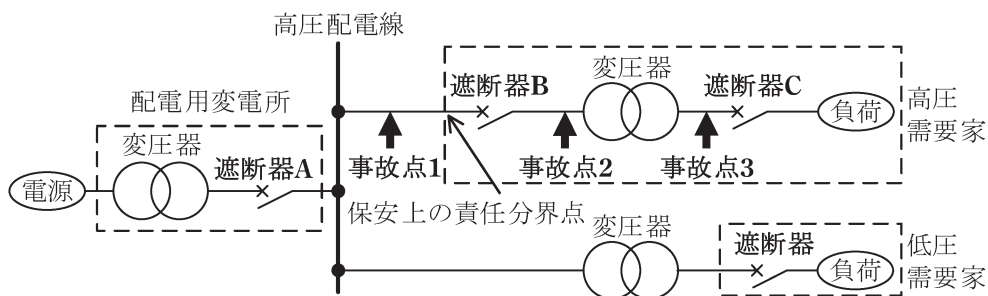 高圧配電線
配電用変電所
変圧器
遮断器A
電源
遮断器B
変圧器
遮断器C
負荷
高圧
需要家
事故点1
事故点2
事故点3
保安上の責任分界点
変圧器
遮断器
負荷
低圧
需要家